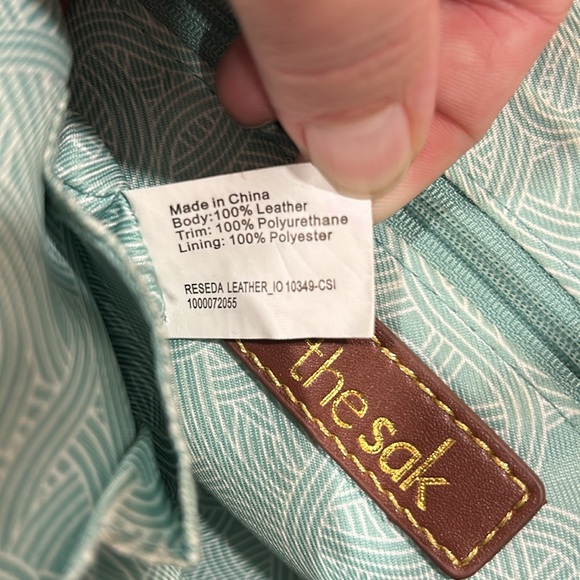 Made in China
Body:100% Leather
Trim: 100% Polyurethane
Lining: 100% Polyester
RESEDA LEATHER_IO 10349-CSI
1000072055
the sak